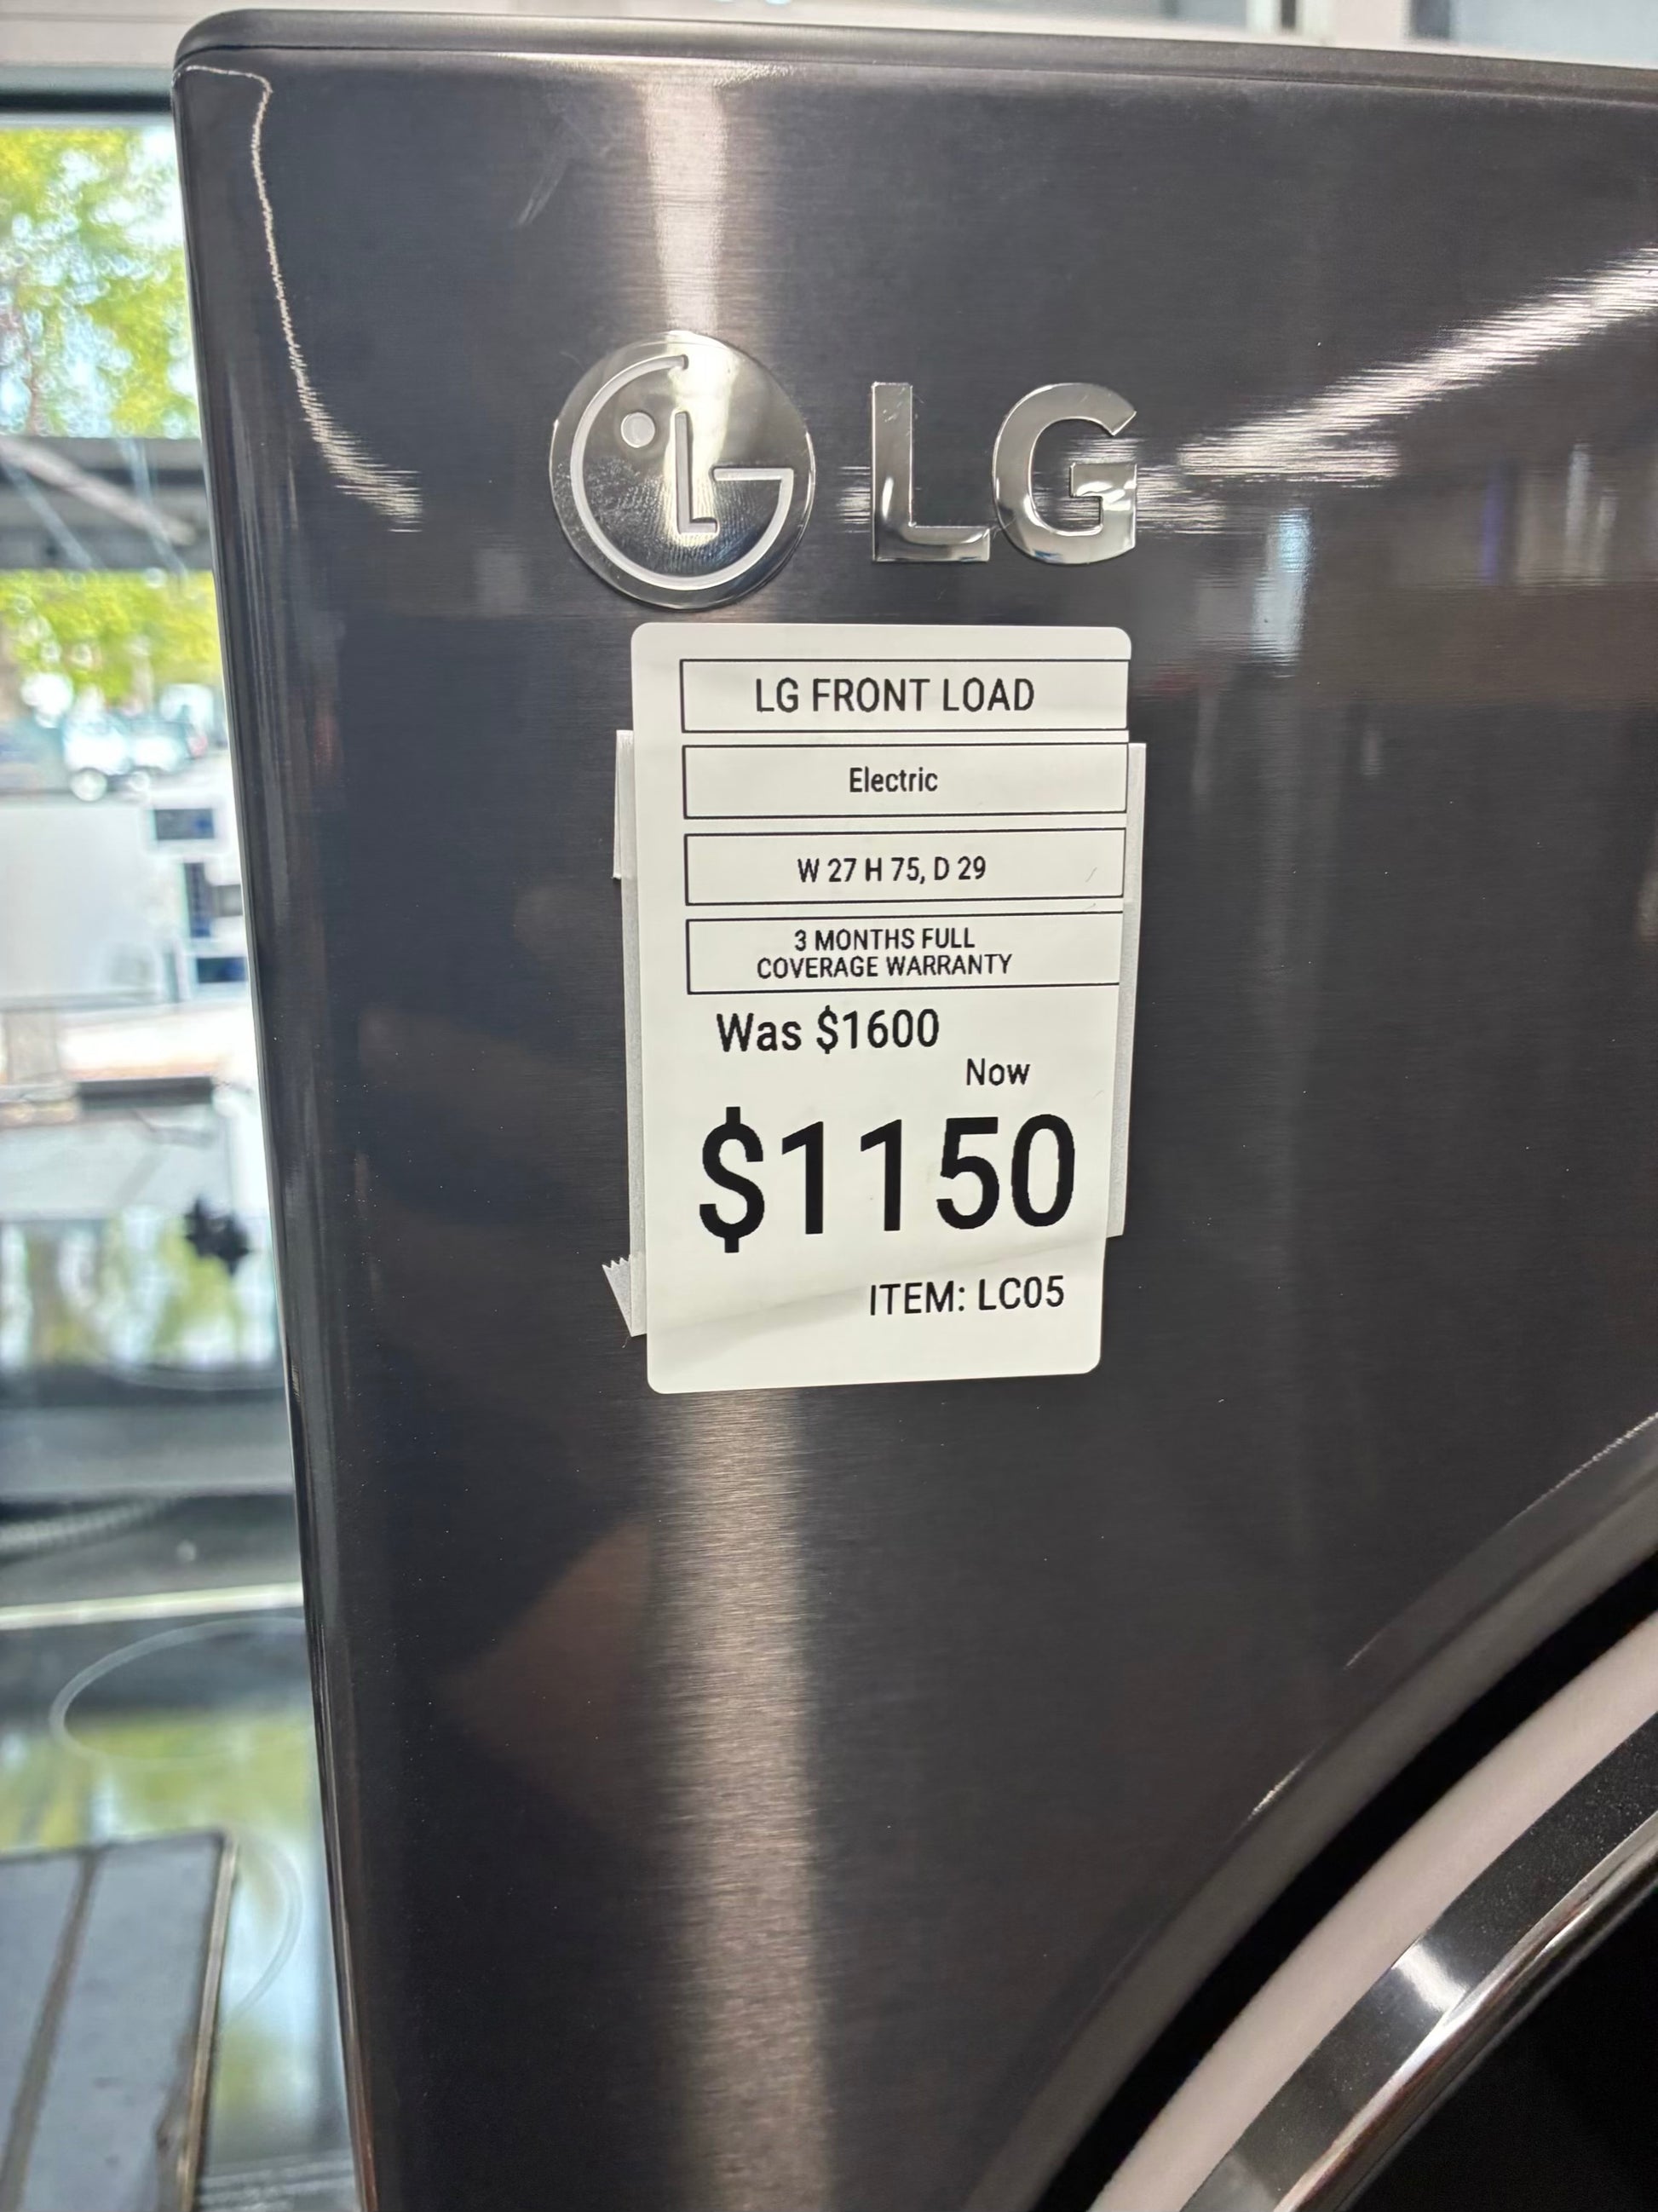 LG
LG FRONT LOAD
Electric
W 27 H 75, D 29
3 MONTHS FULL
COVERAGE WARRANTY
Was $1600
Now
$1150
ITEM: LC05